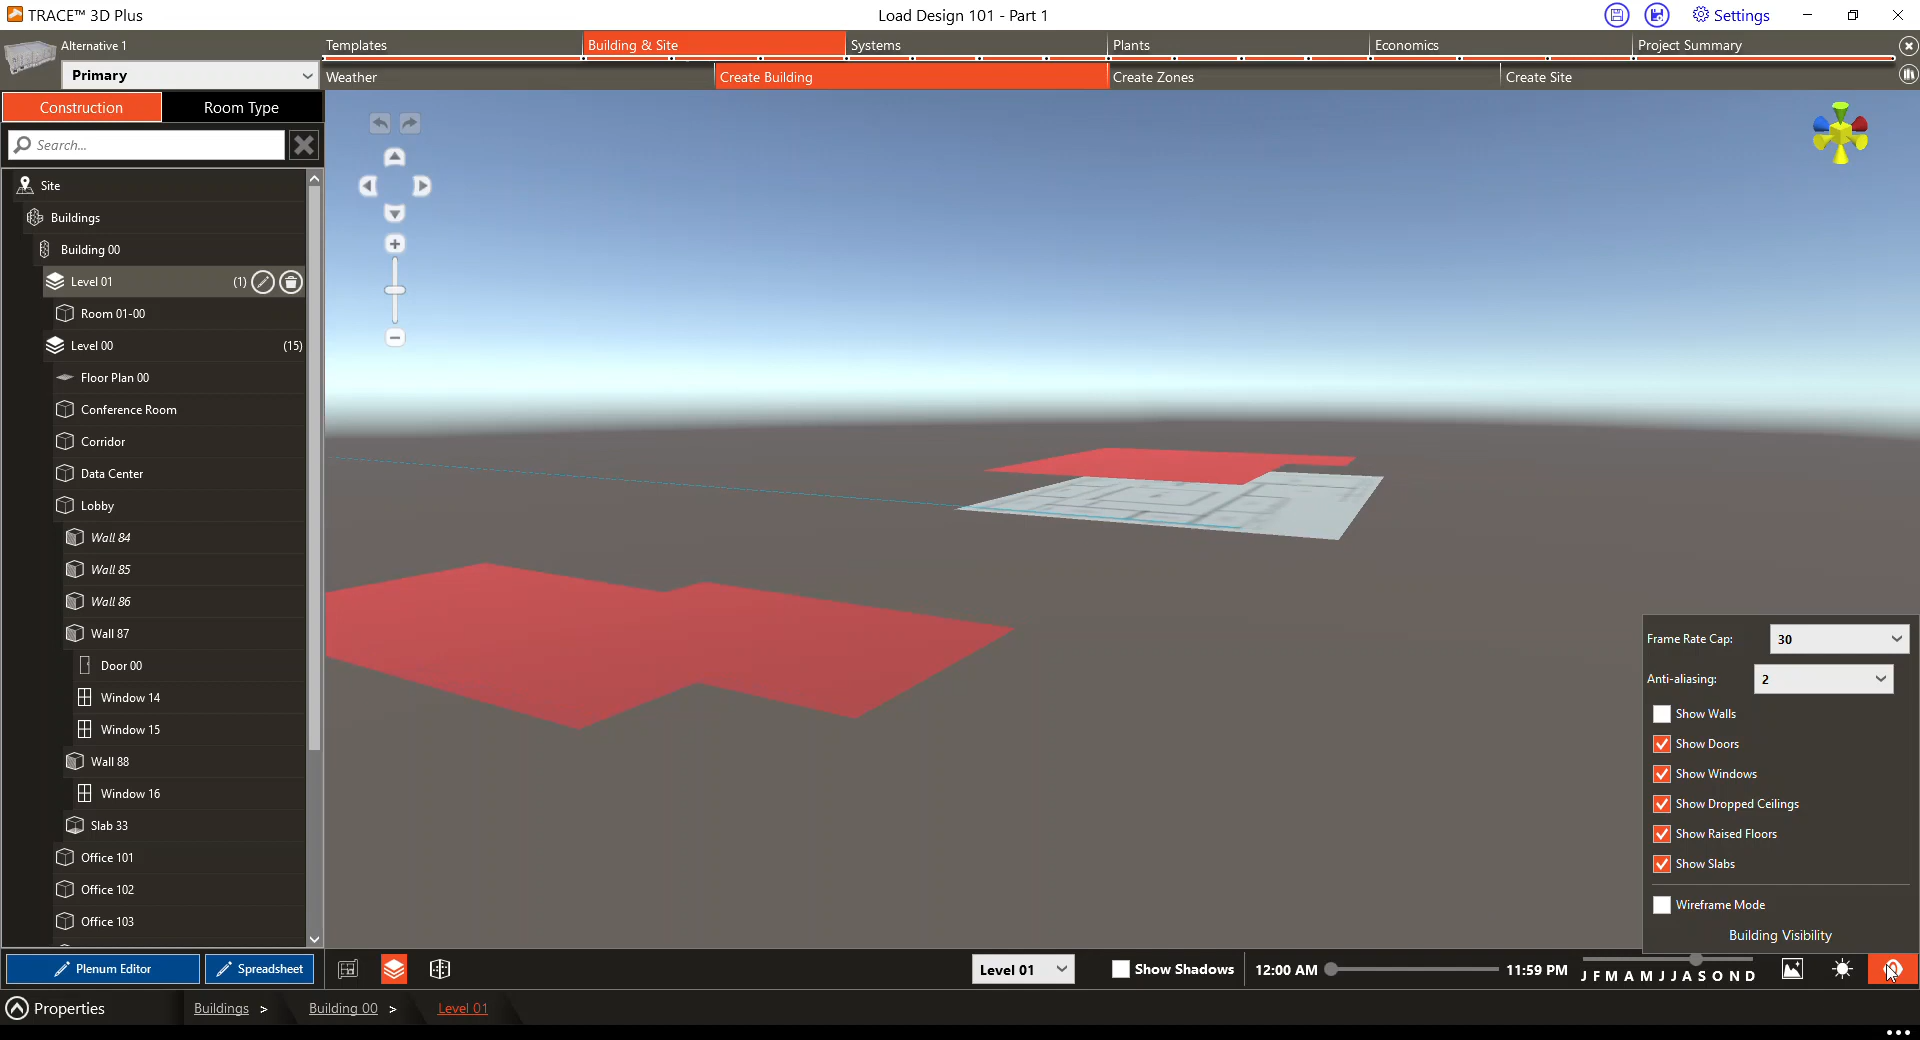 TRACE™ 3D Plus
Load Design 101 - Part 1
Settings
Alternative 1
Primary
Templates
Building & Site
Systems
Plants
Economics
Project Summary
Weather
Create Building
Create Zones
Create Site
Construction
Room Type
Search...
Site
Buildings
Building 00
Level 01 (1)
Room 01-00
Level 00 (15)
Floor Plan 00
Conference Room
Corridor
Data Center
Lobby
Wall 84
Wall 85
Wall 86
Wall 87
Door 00
Window 14
Window 15
Wall 88
Window 16
Slab 33
Office 101
Office 102
Office 103
Frame Rate Cap: 30
Anti-aliasing: 2
Show Walls
Show Doors
Show Windows
Show Dropped Ceilings
Show Raised Floors
Show Slabs
Wireframe Mode
Building Visibility
Plenum Editor
Spreadsheet
Level 01
Show Shadows
12:00 AM
11:59 PM
J F M A M J J A S O N D
Properties
Buildings > Building 00 > Level 01